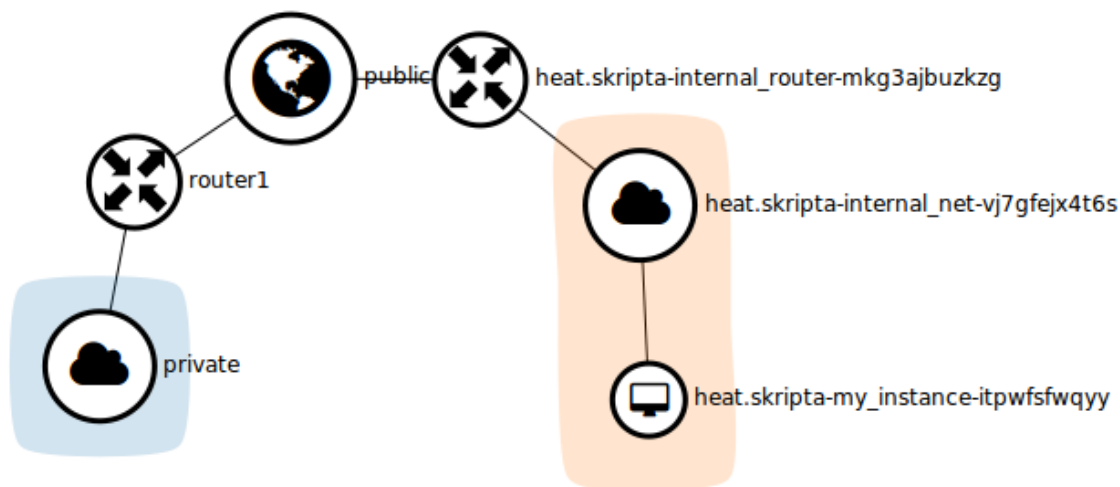 public
heat.skripta-internal_router-mkg3ajbuzkzg
router1
heat.skripta-internal_net-vj7gfejx4t6s
private
heat.skripta-my_instance-itpwfsfwqyy